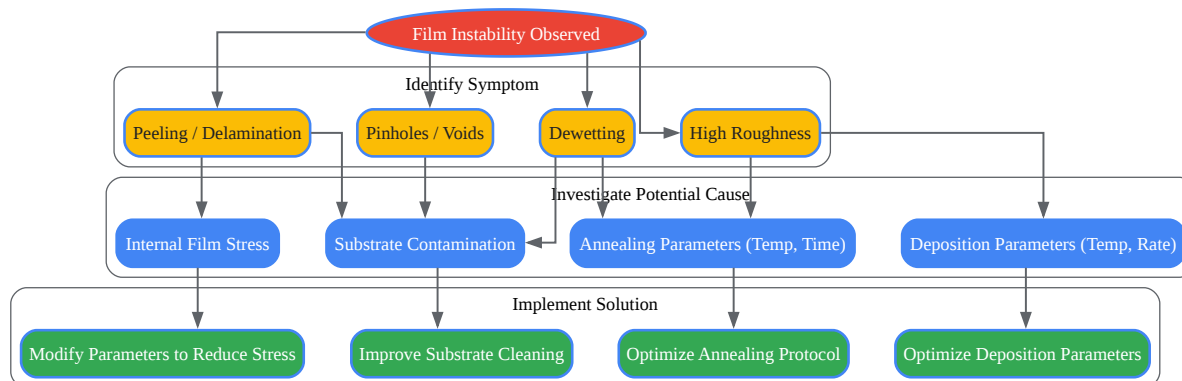 Film Instability Observed
Identify Symptom
Peeling / Delamination
Pinholes / Voids
Dewetting
High Roughness
Investigate Potential Cause
Internal Film Stress
Substrate Contamination
Annealing Parameters (Temp, Time)
Deposition Parameters (Temp, Rate)
Implement Solution
Modify Parameters to Reduce Stress
Improve Substrate Cleaning
Optimize Annealing Protocol
Optimize Deposition Parameters